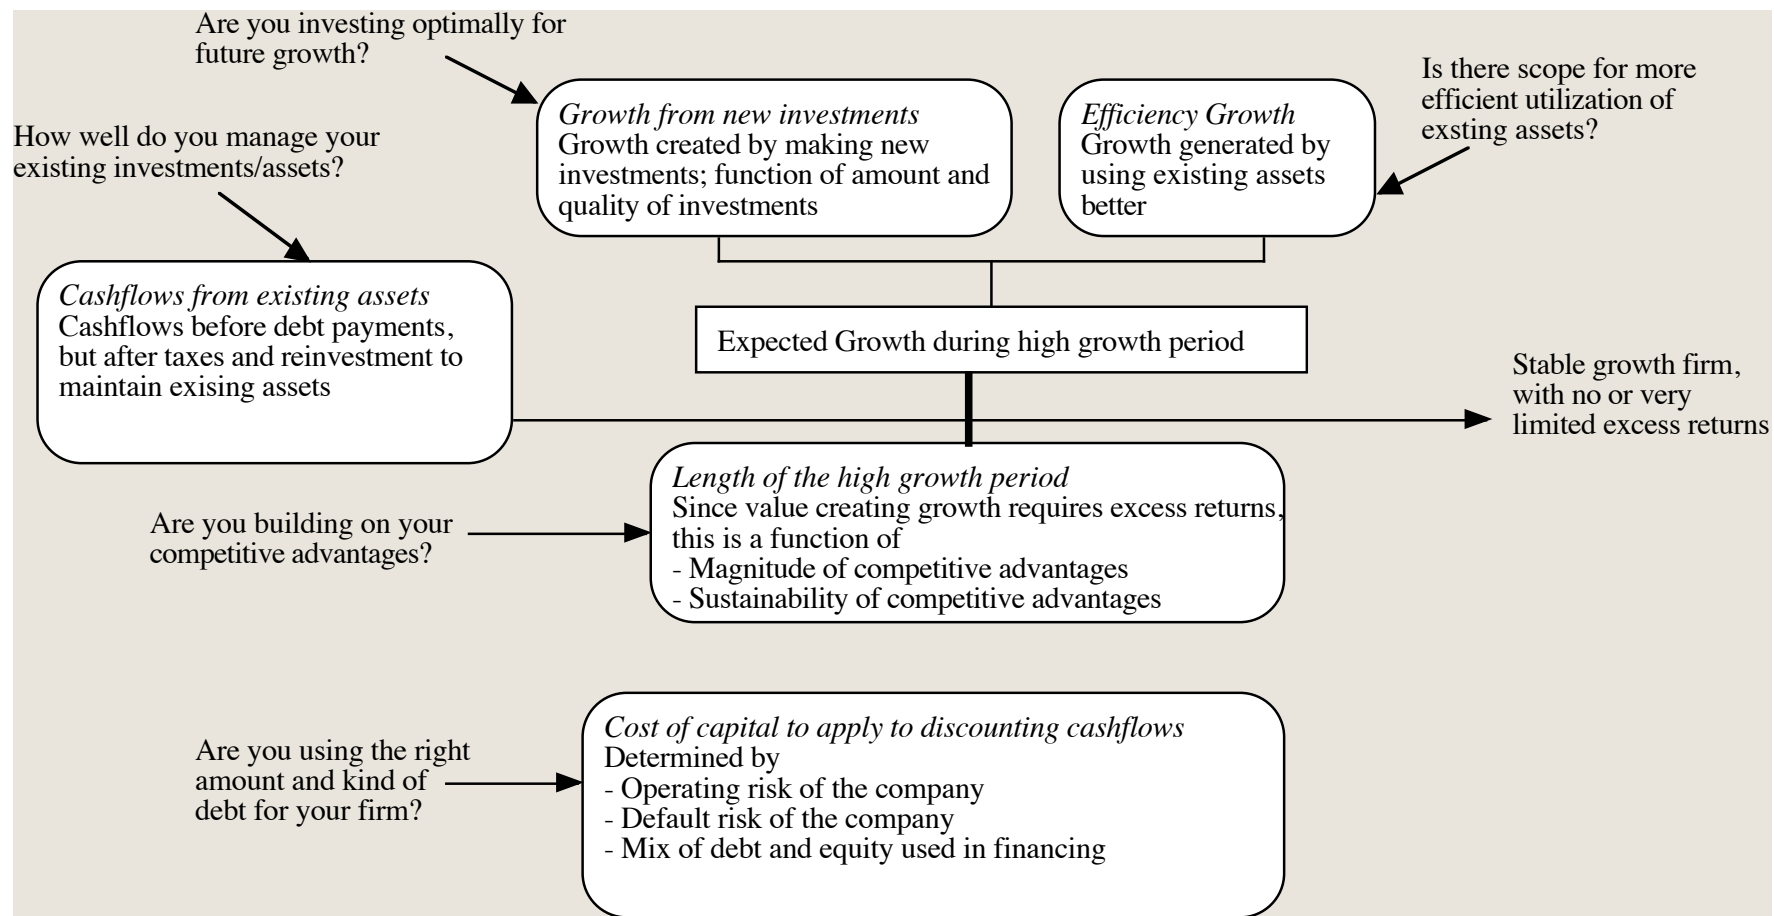 Are you investing optimally for
future growth?
Is there scope for more
efficient utilization of
exsting assets?
Growth from new investments
Growth created by making new
investments; function of amount and
quality of investments
Efficiency Growth
Growth generated by
using existing assets
better
How well do you manage your
existing investments/assets?
Cashflows from existing assets
Cashflows before debt payments,
but after taxes and reinvestment to
maintain exising assets
Expected Growth during high growth period
Stable growth firm,
with no or very
limited excess returns
Length of the high growth period
Since value creating growth requires excess returns,
this is a function of
- Magnitude of competitive advantages
- Sustainability of competitive advantages
Are you building on your
competitive advantages?
Cost of capital to apply to discounting cashflows
Determined by
- Operating risk of the company
- Default risk of the company
- Mix of debt and equity used in financing
Are you using the right
amount and kind of
debt for your firm?